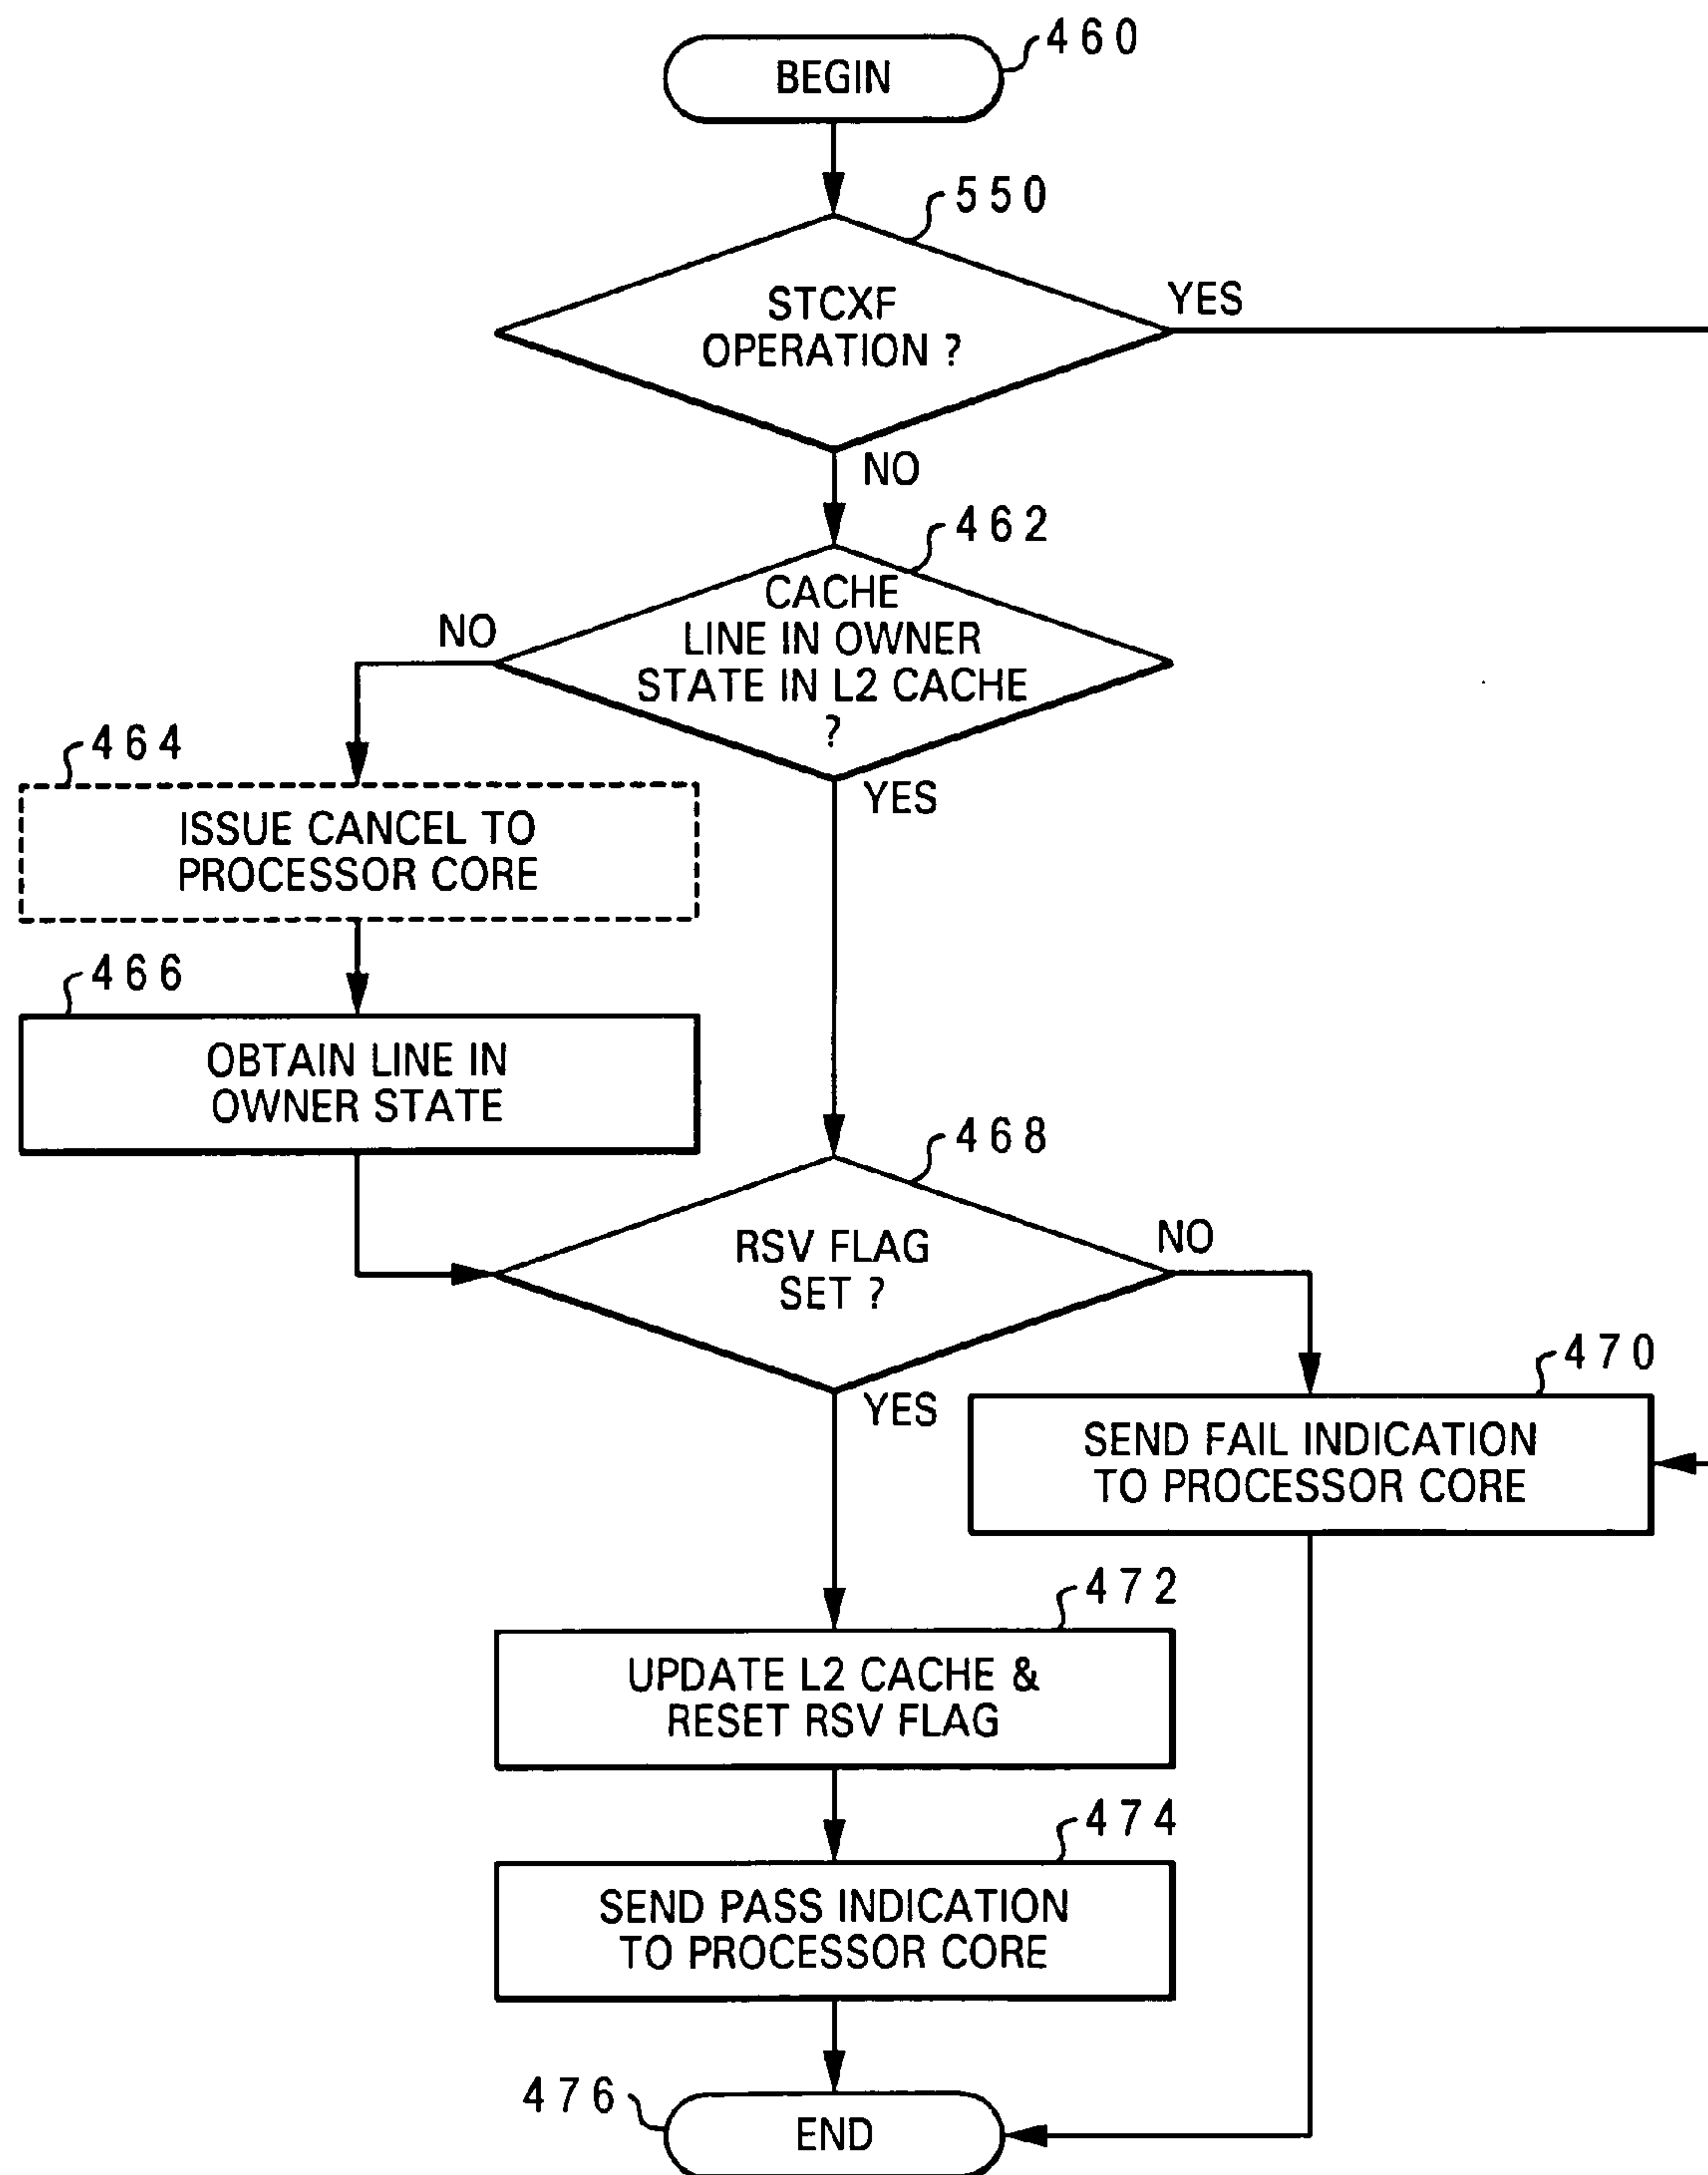 460
BEGIN
550
STCXF
OPERATION ?
YES
NO
462
CACHE
LINE IN OWNER
STATE IN L2 CACHE
?
NO
YES
464
ISSUE CANCEL TO
PROCESSOR CORE
466
OBTAIN LINE IN
OWNER STATE
468
RSV FLAG
SET ?
NO
YES
470
SEND FAIL INDICATION
TO PROCESSOR CORE
472
UPDATE L2 CACHE &
RESET RSV FLAG
474
SEND PASS INDICATION
TO PROCESSOR CORE
476
END